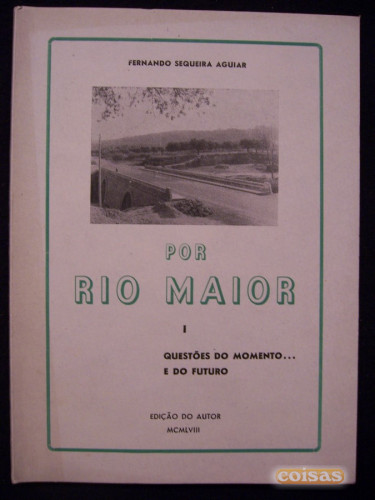 FERNANDO SEQUEIRA AGUIAR
POR
RIO MAIOR
I
QUESTÕES DO MOMENTO...
E DO FUTURO
EDIÇÃO DO AUTOR
MCMLVIII
coisas